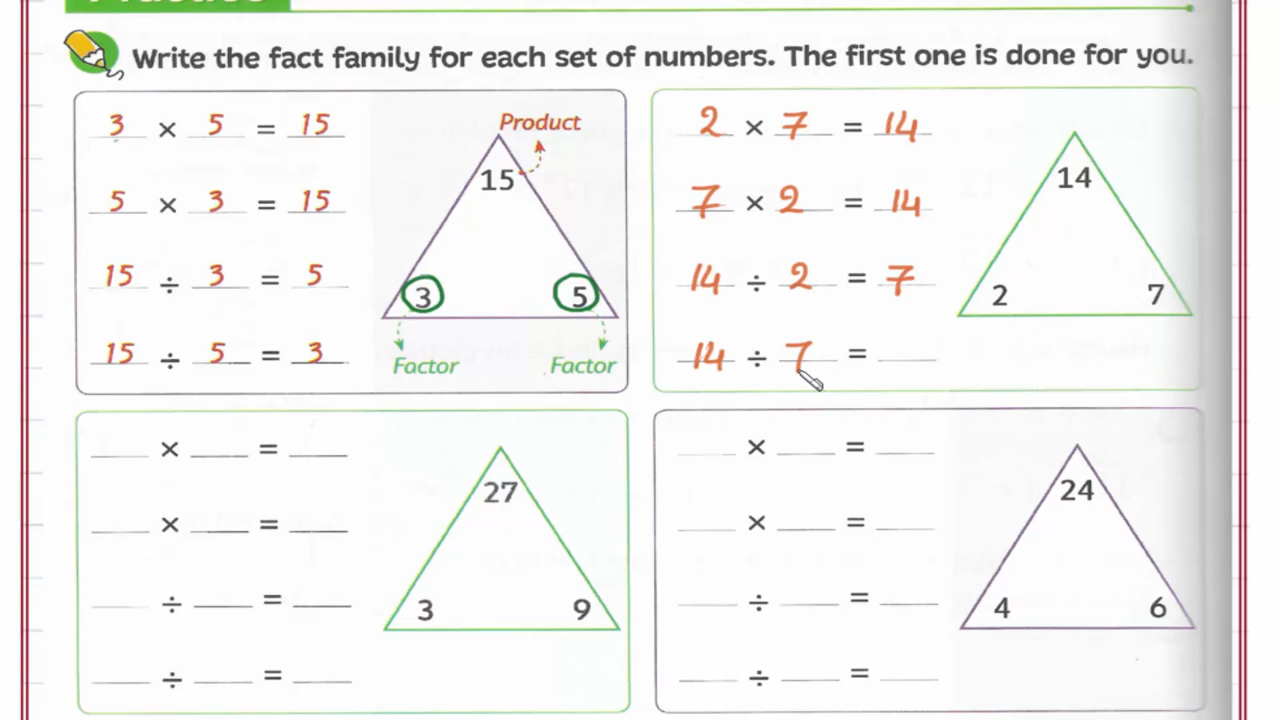 Write the fact family for each set of numbers. The first one is done for you.
3 × 5 = 15
5 × 3 = 15
15 ÷ 3 = 5
15 ÷ 5 = 3
Product
15
3 5
Factor Factor
2 × 7 = 14
7 × 2 = 14
14 ÷ 2 = 7
14 ÷ 7 =
14
2 7
× =
× =
÷ =
÷ =
27
3 9
× =
× =
÷ =
÷ =
24
4 6